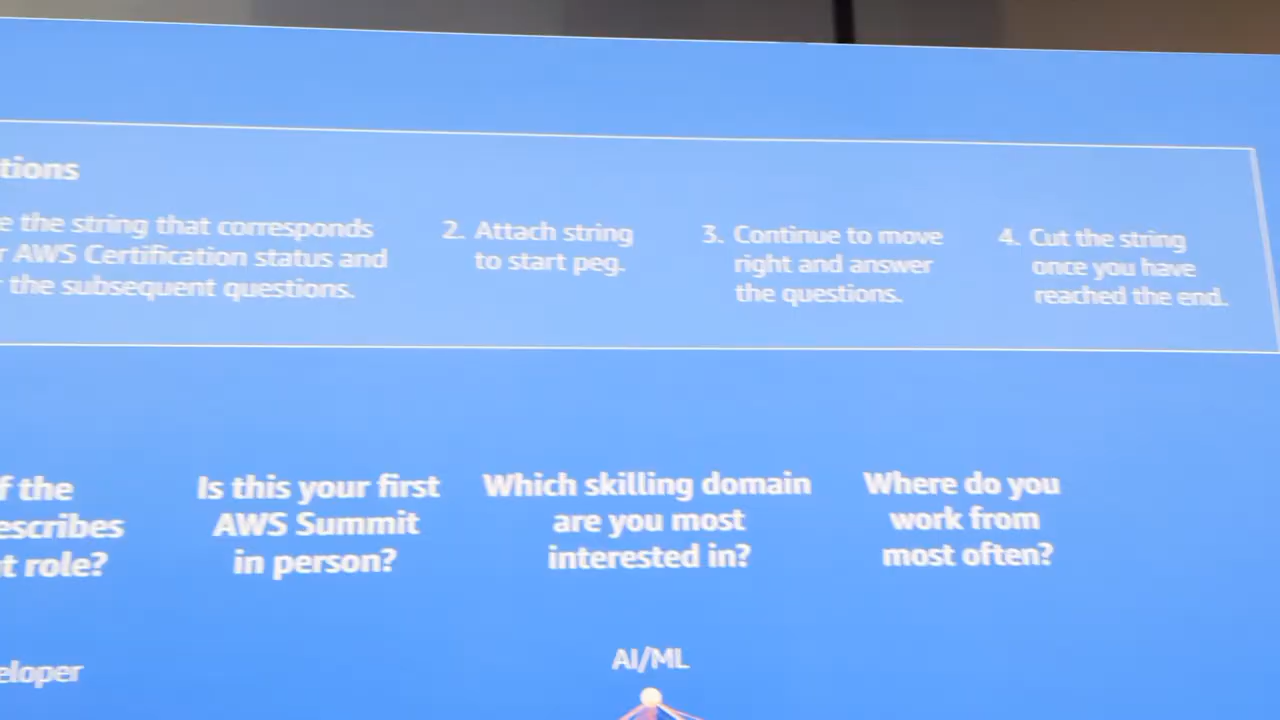 tions
e the string that corresponds
r AWS Certification status and
r the subsequent questions.
2. Attach string
to start peg.
3. Continue to move
right and answer
the questions.
4. Cut the string
once you have
reached the end.
f the
escribes
t role?
Is this your first
AWS Summit
in person?
Which skilling domain
are you most
interested in?
Where do you
work from
most often?
eloper
AI/ML